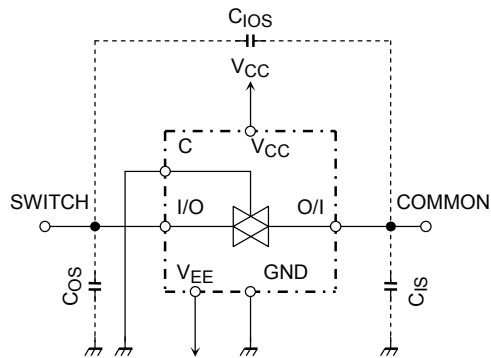 CIOS
VCC
VCC
C
SWITCH
I/O
O/I
COMMON
VEE
GND
COS
CIS